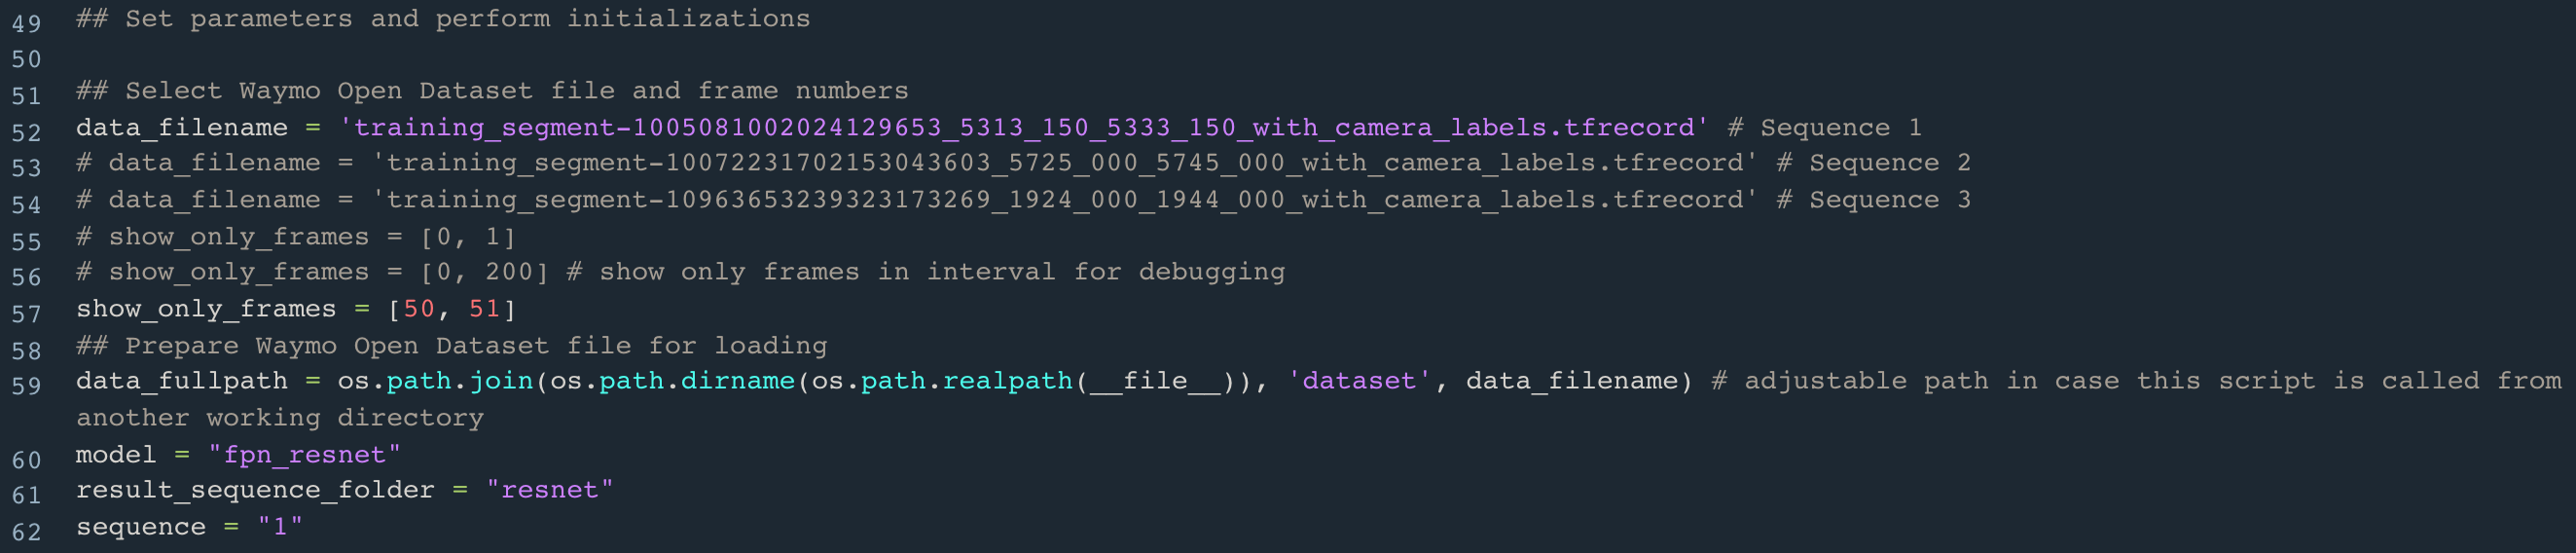 49 ## Set parameters and perform initializations
50
51 ## Select Waymo Open Dataset file and frame numbers
52 data_filename = 'training_segment-1005081002024129653_5313_150_5333_150_with_camera_labels.tfrecord' # Sequence 1
53 # data_filename = 'training_segment-10072231702153043603_5725_000_5745_000_with_camera_labels.tfrecord' # Sequence 2
54 # data_filename = 'training_segment-10963653239323173269_1924_000_1944_000_with_camera_labels.tfrecord' # Sequence 3
55 # show_only_frames = [0, 1]
56 # show_only_frames = [0, 200] # show only frames in interval for debugging
57 show_only_frames = [50, 51]
58 ## Prepare Waymo Open Dataset file for loading
59 data_fullpath = os.path.join(os.path.dirname(os.path.realpath(__file__)), 'dataset', data_filename) # adjustable path in case this script is called from
another working directory
60 model = "fpn_resnet"
61 result_sequence_folder = "resnet"
62 sequence = "1"